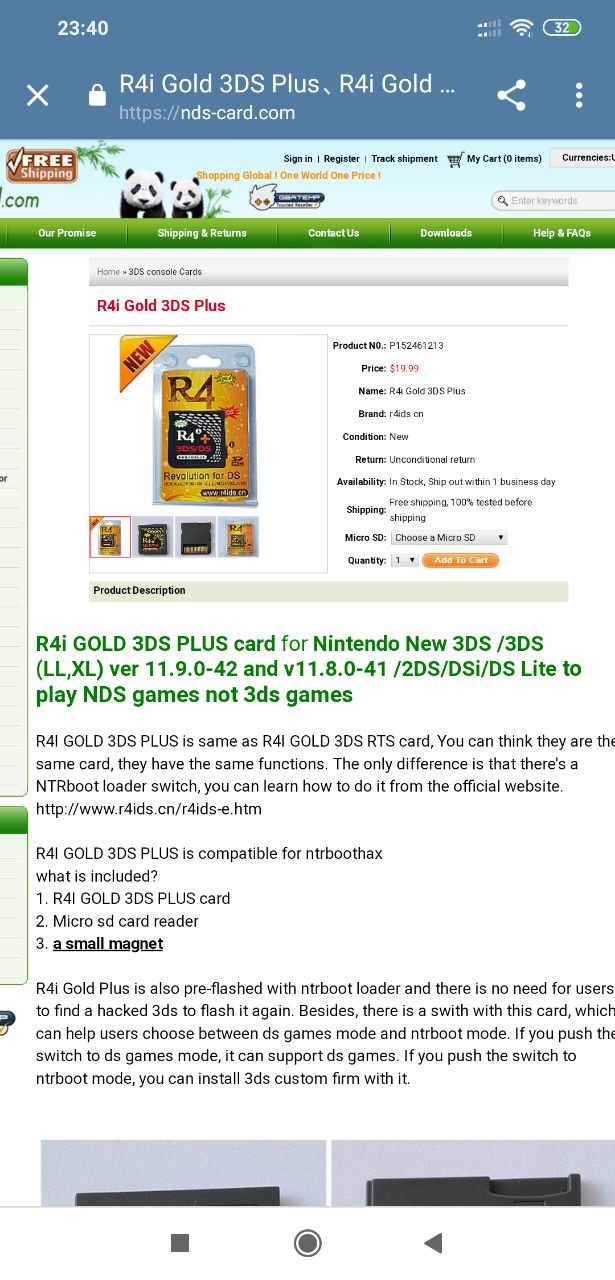 23:40
32
R4i Gold 3DS Plus、R4i Gold ...
https://nds-card.com
FREE
Shipping
.com
Sign in | Register | Track shipment My Cart (0 items) Currencies:U
Shopping Global ! One World One Price !
GBATEMP
Trusted Reseller
Enter keywords
Our Promise Shipping & Returns Contact Us Downloads Help & FAQs
Home » 3DS console Cards
R4i Gold 3DS Plus
NEW
R4
R4i+
3DS/DS
Revolution for DS
www.r4ids.cn
Product N0.: P152461213
Price: $19.99
Name: R4i Gold 3DS Plus
Brand: r4ids.cn
Condition: New
Return: Unconditional return
Availability: In Stock, Ship out within 1 business day
Shipping: Free shipping, 100% tested before
shipping
Micro SD: Choose a Micro SD
Quantity: 1 Add To Cart
or
Product Description
R4i GOLD 3DS PLUS card for Nintendo New 3DS /3DS
(LL,XL) ver 11.9.0-42 and v11.8.0-41 /2DS/DSi/DS Lite to
play NDS games not 3ds games
R4I GOLD 3DS PLUS is same as R4I GOLD 3DS RTS card, You can think they are the
same card, they have the same functions. The only difference is that there's a
NTRboot loader switch, you can learn how to do it from the official website.
http://www.r4ids.cn/r4ids-e.htm
R4I GOLD 3DS PLUS is compatible for ntrboothax
what is included?
1. R4I GOLD 3DS PLUS card
2. Micro sd card reader
3. a small magnet
R4i Gold Plus is also pre-flashed with ntrboot loader and there is no need for users
to find a hacked 3ds to flash it again. Besides, there is a swith with this card, which
can help users choose between ds games mode and ntrboot mode. If you push the
switch to ds games mode, it can support ds games. If you push the switch to
ntrboot mode, you can install 3ds custom firm with it.